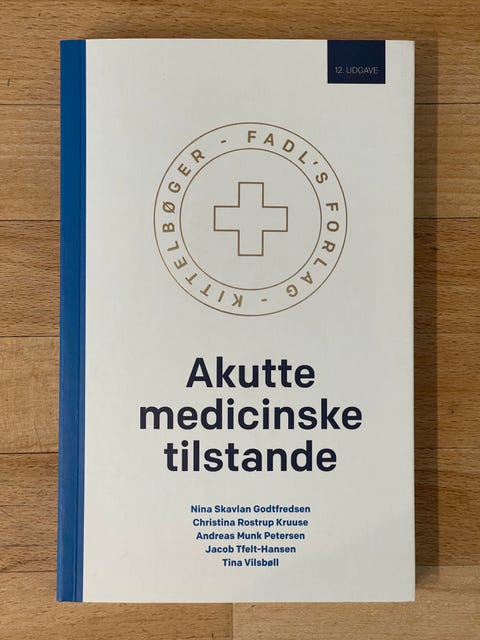 12. UDGAVE
KITTELBØGER - FADL'S FORLAG -
Akutte
medicinske
tilstande
Nina Skavlan Godtfredsen
Christina Rostrup Kruuse
Andreas Munk Petersen
Jacob Tfelt-Hansen
Tina Vilsbøll